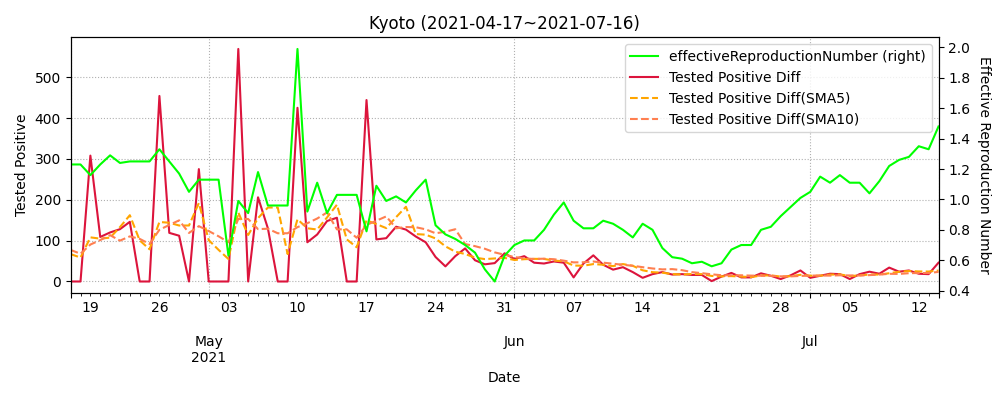 Kyoto (2021-04-17~2021-07-16)
effectiveReproductionNumber (right)
Tested Positive Diff
Tested Positive Diff(SMA5)
Tested Positive Diff(SMA10)
Tested Positive
500
400
300
200
100
0
2.0
1.8
1.6
1.4
1.2
1.0
0.8
0.6
0.4
Effective Reproduction Number
19 26 03 10 17 24 31 07 14 21 28 05 12
May Jun Jul
2021
Date